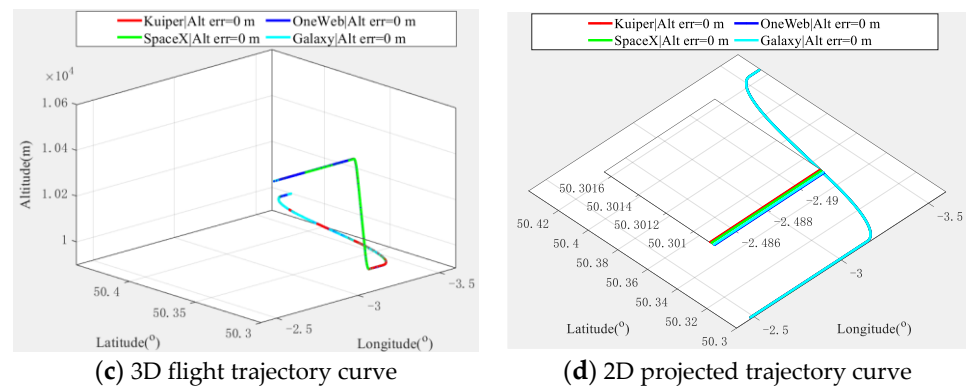 Kuiper|Alt err=0 m OneWeb|Alt err=0 m
SpaceX|Alt err=0 m Galaxy|Alt err=0 m
×10⁴
1.06
1.04
1.02
1
Altitude(m)
50.4
50.35
50.3
Latitude(°)
-2.5
-3
-3.5
Longitude(°)
(c) 3D flight trajectory curve
Kuiper|Alt err=0 m OneWeb|Alt err=0 m
SpaceX|Alt err=0 m Galaxy|Alt err=0 m
50.3016
50.3014
50.3012
50.301
-2.49
-2.488
-2.486
50.42
50.4
50.38
50.36
50.34
50.32
50.3
Latitude(°)
-3.5
-3
-2.5
Longitude(°)
(d) 2D projected trajectory curve